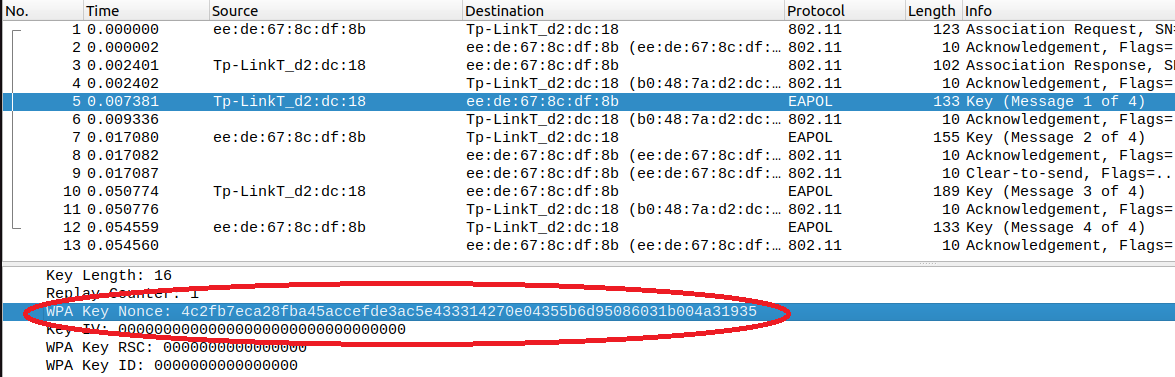 No. Time Source Destination Protocol Length Info
1 0.000000 ee:de:67:8c:df:8b Tp-LinkT_d2:dc:18 802.11 123 Association Request, SN=
2 0.000002 ee:de:67:8c:df:8b (ee:de:67:8c:df:… 802.11 10 Acknowledgement, Flags=
3 0.002401 Tp-LinkT_d2:dc:18 ee:de:67:8c:df:8b 802.11 102 Association Response, S
4 0.002402 Tp-LinkT_d2:dc:18 (b0:48:7a:d2:dc:… 802.11 10 Acknowledgement, Flags=
5 0.007381 Tp-LinkT_d2:dc:18 ee:de:67:8c:df:8b EAPOL 133 Key (Message 1 of 4)
6 0.009336 Tp-LinkT_d2:dc:18 (b0:48:7a:d2:dc:… 802.11 10 Acknowledgement, Flags=
7 0.017080 ee:de:67:8c:df:8b Tp-LinkT_d2:dc:18 EAPOL 155 Key (Message 2 of 4)
8 0.017082 ee:de:67:8c:df:8b (ee:de:67:8c:df:… 802.11 10 Acknowledgement, Flags=
9 0.017087 ee:de:67:8c:df:8b (ee:de:67:8c:df:… 802.11 10 Clear-to-send, Flags=...
10 0.050774 Tp-LinkT_d2:dc:18 ee:de:67:8c:df:8b EAPOL 189 Key (Message 3 of 4)
11 0.050776 Tp-LinkT_d2:dc:18 (b0:48:7a:d2:dc:… 802.11 10 Acknowledgement, Flags=
12 0.054559 ee:de:67:8c:df:8b Tp-LinkT_d2:dc:18 EAPOL 133 Key (Message 4 of 4)
13 0.054560 ee:de:67:8c:df:8b (ee:de:67:8c:df:… 802.11 10 Acknowledgement, Flags=
Key Length: 16
Replay Counter: 1
WPA Key Nonce: 4c2fb7eca28fba45accefde3ac5e433314270e04355b6d95086031b004a31935
Key IV: 00000000000000000000000000000000
WPA Key RSC: 0000000000000000
WPA Key ID: 0000000000000000